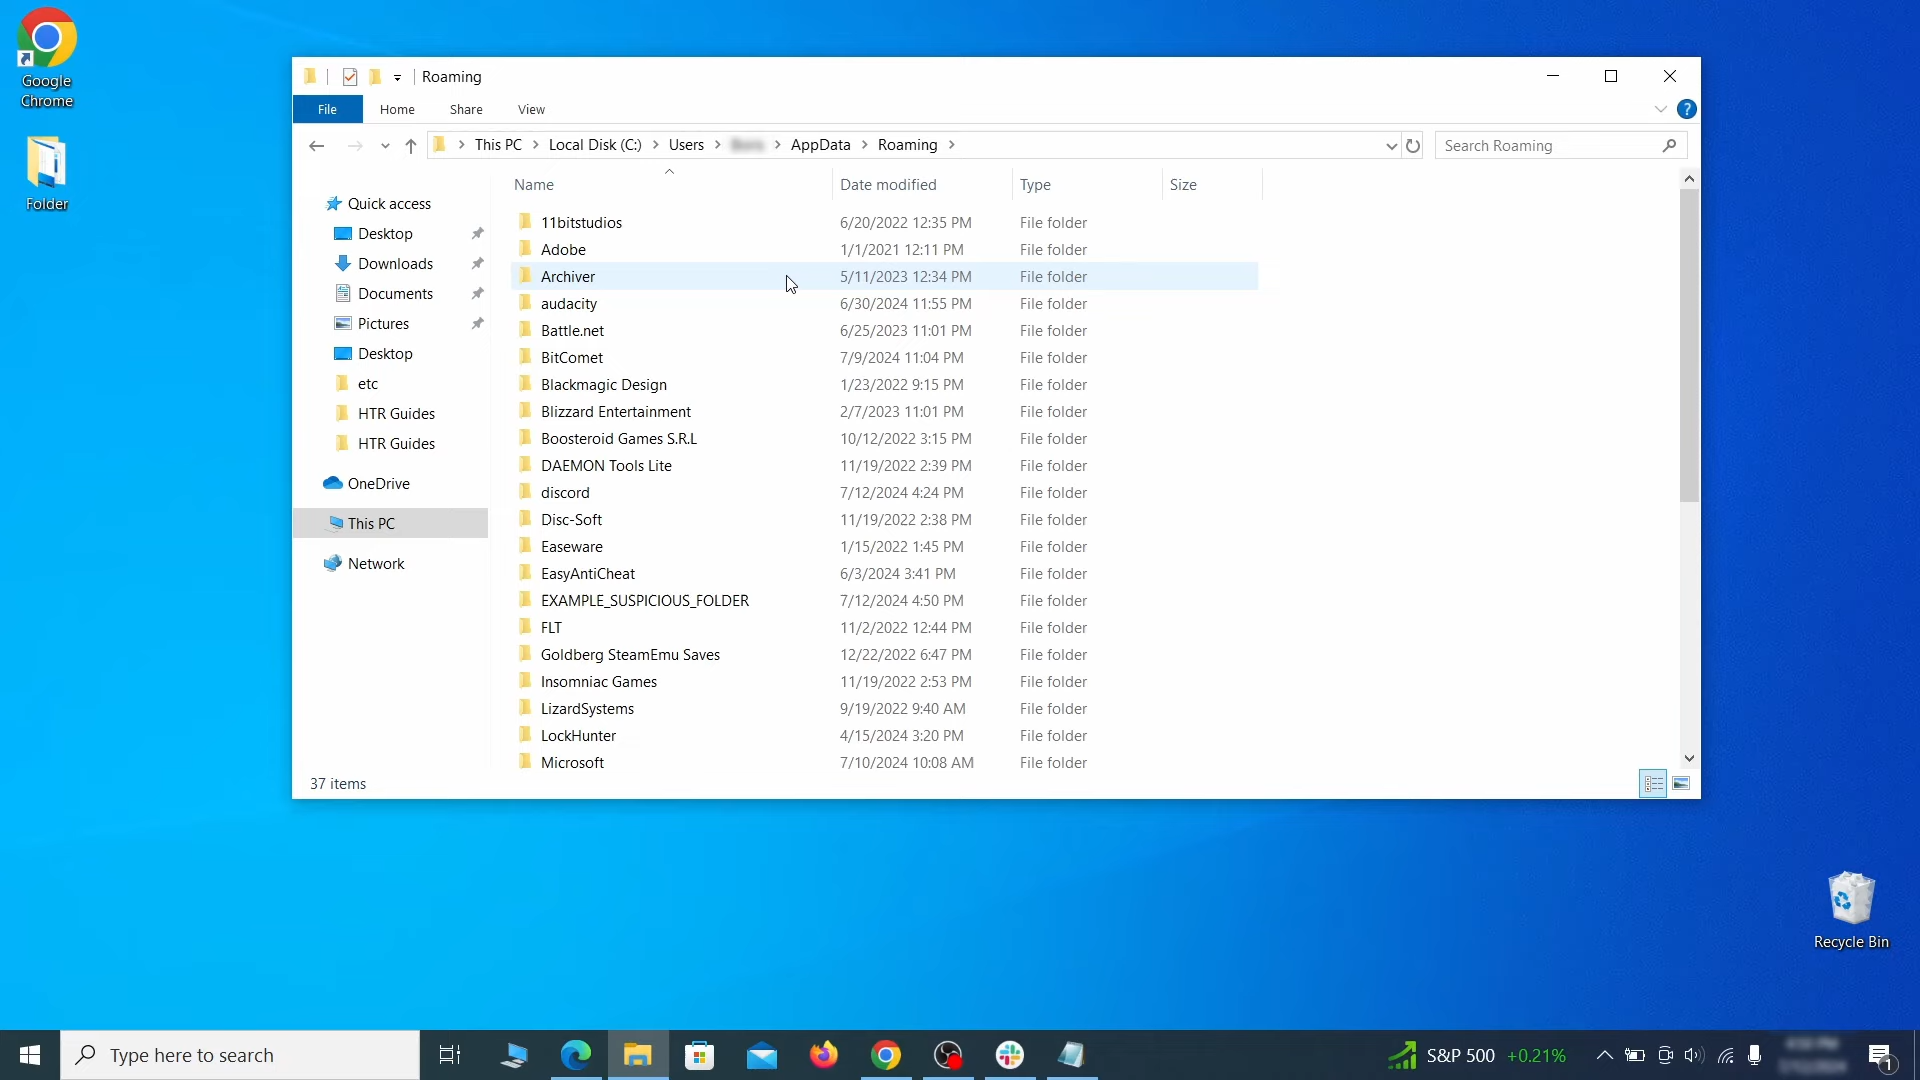 Google
Chrome
Folder
Roaming
File Home Share View
This PC Local Disk (C:) Users AppData Roaming
Search Roaming
Name Date modified Type Size
Quick access
Desktop
Downloads
Documents
Pictures
Desktop
etc
HTR Guides
HTR Guides
OneDrive
This PC
Network
11bitstudios 6/20/2022 12:35 PM File folder
Adobe 1/1/2021 12:11 PM File folder
Archiver 5/11/2023 12:34 PM File folder
audacity 6/30/2024 11:55 PM File folder
Battle.net 6/25/2023 11:01 PM File folder
BitComet 7/9/2024 11:04 PM File folder
Blackmagic Design 1/23/2022 9:15 PM File folder
Blizzard Entertainment 2/7/2023 11:01 PM File folder
Boosteroid Games S.R.L 10/12/2022 3:15 PM File folder
DAEMON Tools Lite 11/19/2022 2:39 PM File folder
discord 7/12/2024 4:24 PM File folder
Disc-Soft 11/19/2022 2:38 PM File folder
Easeware 1/15/2022 1:45 PM File folder
EasyAntiCheat 6/3/2024 3:41 PM File folder
EXAMPLE_SUSPICIOUS_FOLDER 7/12/2024 4:50 PM File folder
FLT 11/2/2022 12:44 PM File folder
Goldberg SteamEmu Saves 12/22/2022 6:47 PM File folder
Insomniac Games 11/19/2022 2:53 PM File folder
LizardSystems 9/19/2022 9:40 AM File folder
LockHunter 4/15/2024 3:20 PM File folder
Microsoft 7/10/2024 10:08 AM File folder
37 items
Recycle Bin
Type here to search
S&P 500 +0.21%
1